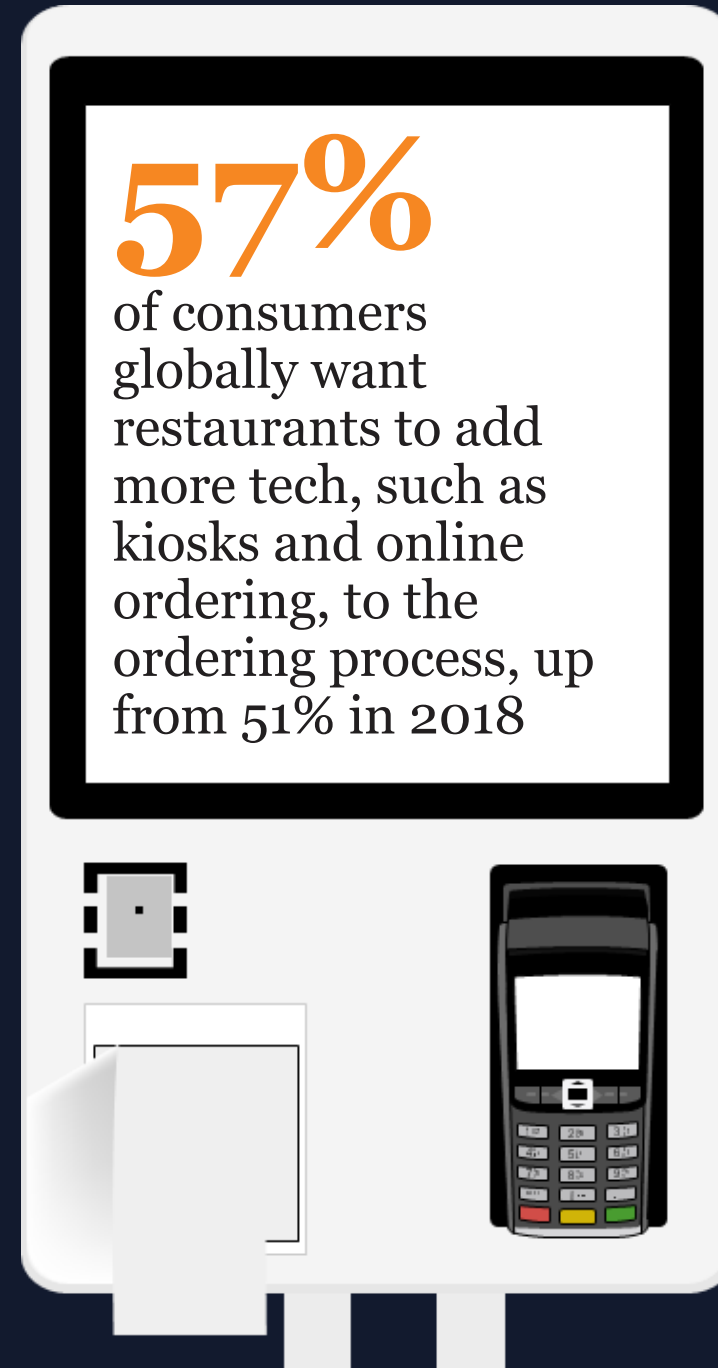 57%
of consumers
globally want
restaurants to add
more tech, such as
kiosks and online
ordering, to the
ordering process, up
from 51% in 2018